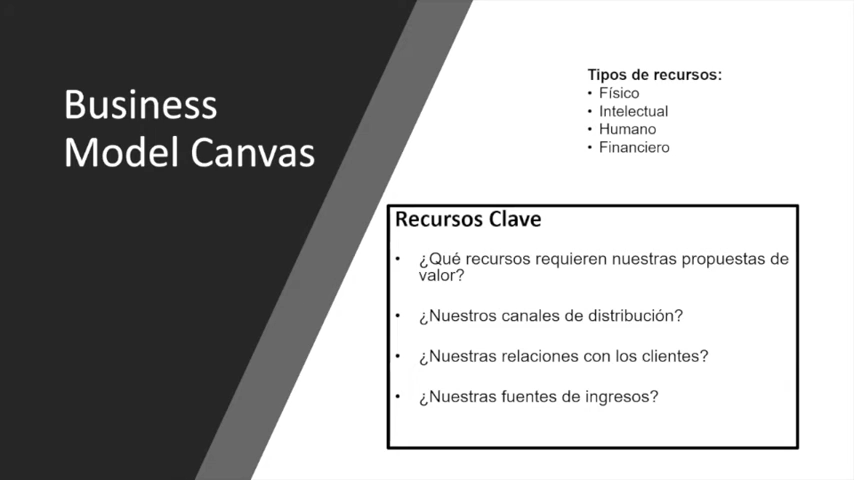 Business
Model Canvas
Tipos de recursos:
• Físico
• Intelectual
• Humano
• Financiero
Recursos Clave
• ¿Qué recursos requieren nuestras propuestas de
valor?
• ¿Nuestros canales de distribución?
• ¿Nuestras relaciones con los clientes?
• ¿Nuestras fuentes de ingresos?